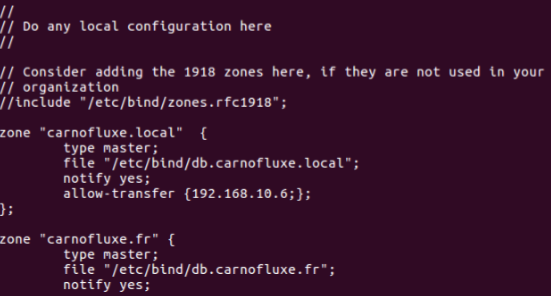 //
// Do any local configuration here
//
// Consider adding the 1918 zones here, if they are not used in your
// organization
//include "/etc/bind/zones.rfc1918";
zone "carnofluxe.local"  {
        type master;
        file "/etc/bind/db.carnofluxe.local";
        notify yes;
        allow-transfer {192.168.10.6;};
};
zone "carnofluxe.fr" {
        type master;
        file "/etc/bind/db.carnofluxe.fr";
        notify yes;